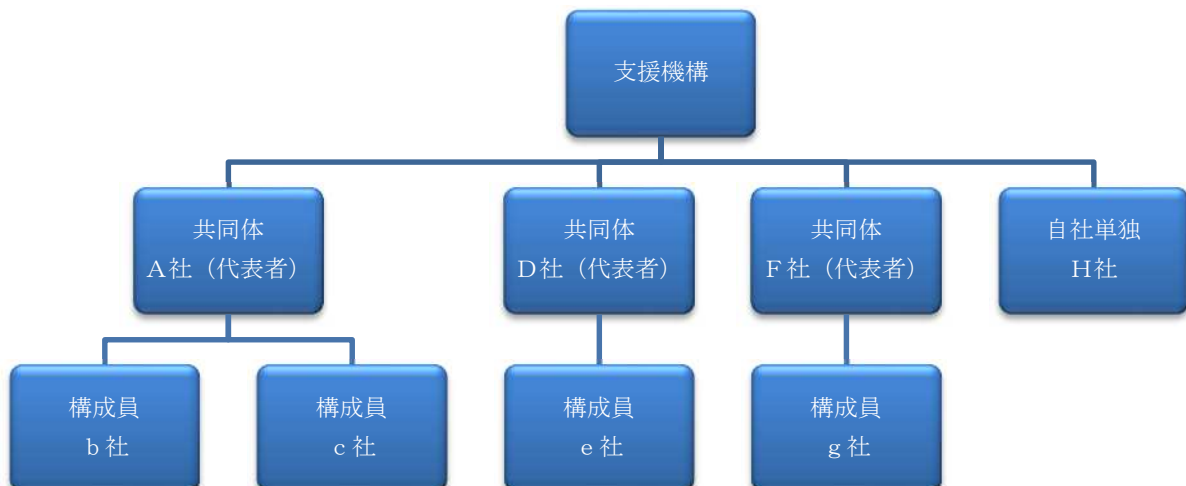 支援機構
共同体
A社（代表者）
共同体
D社（代表者）
共同体
F社（代表者）
自社単独
H社
構成員
b社
構成員
c社
構成員
e社
構成員
g社